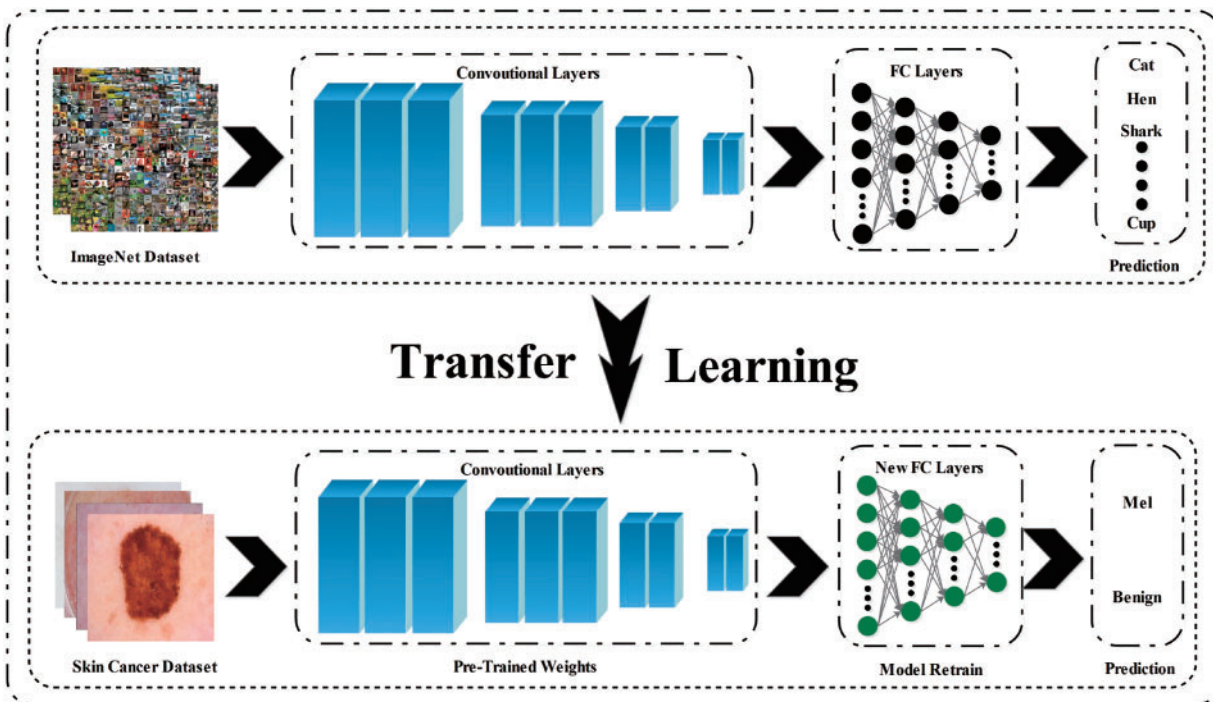 Convoutional Layers
FC Layers
Cat
Hen
Shark
Cup
ImageNet Dataset
Prediction
Transfer Learning
Convoutional Layers
New FC Layers
Mel
Benign
Skin Cancer Dataset
Pre-Trained Weights
Model Retrain
Prediction